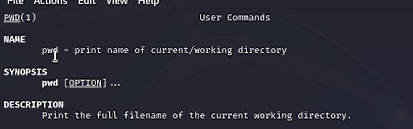 File Actions Edit View Help
PWD(1) User Commands
NAME
pwd - print name of current/working directory
SYNOPSIS
pwd [OPTION]...
DESCRIPTION
Print the full filename of the current working directory.